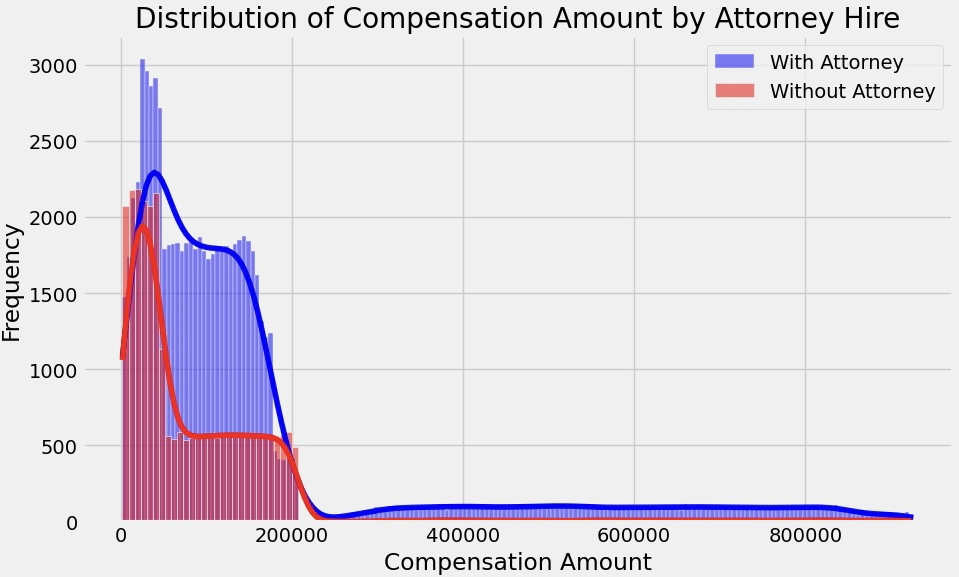 Distribution of Compensation Amount by Attorney Hire
With Attorney
Without Attorney
3000
2500
2000
1500
1000
500
0
Frequency
0
200000
400000
600000
800000
Compensation Amount